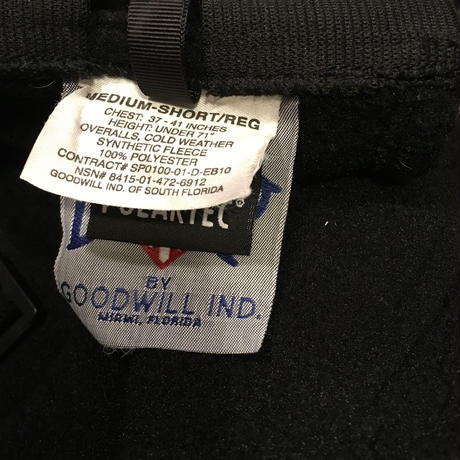 MEDIUM-SHORT/REG
CHEST: 37 - 41 INCHES
HEIGHT: UNDER 71"
OVERALLS, COLD WEATHER
SYNTHETIC FLEECE
100% POLYESTER
CONTRACT# SP0100-01-D-EB10
NSN# 8415-01-472-6912
GOODWILL IND. OF SOUTH FLORIDA
POLARTEC®
BY
GOODWILL IND.
MIAMI, FLORIDA